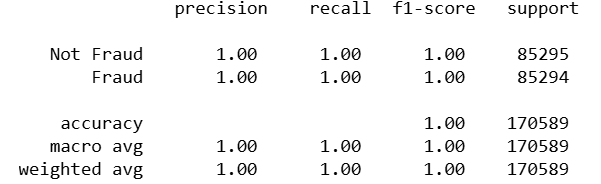 precision recall f1-score support
Not Fraud 1.00 1.00 1.00 85295
Fraud 1.00 1.00 1.00 85294
accuracy 1.00 170589
macro avg 1.00 1.00 1.00 170589
weighted avg 1.00 1.00 1.00 170589